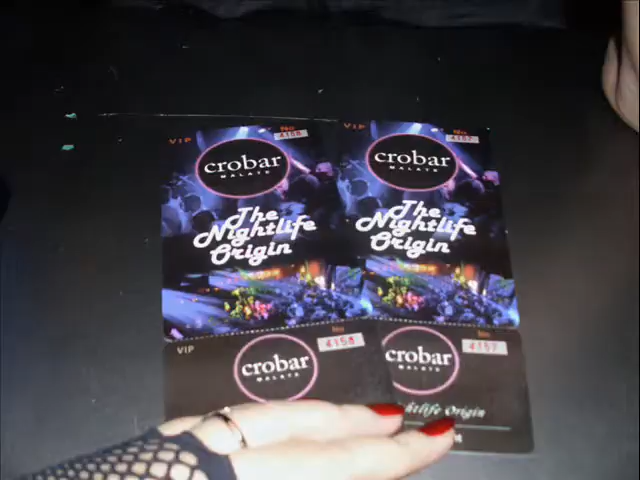 VIP
No
4158
crobar
MALATE
The
Nightlife
Origin
VIP
No
4158
crobar
MALATE
VIP
No
4157
crobar
MALATE
The
Nightlife
Origin
No
4157
crobar
MALATE
Nightlife Origin